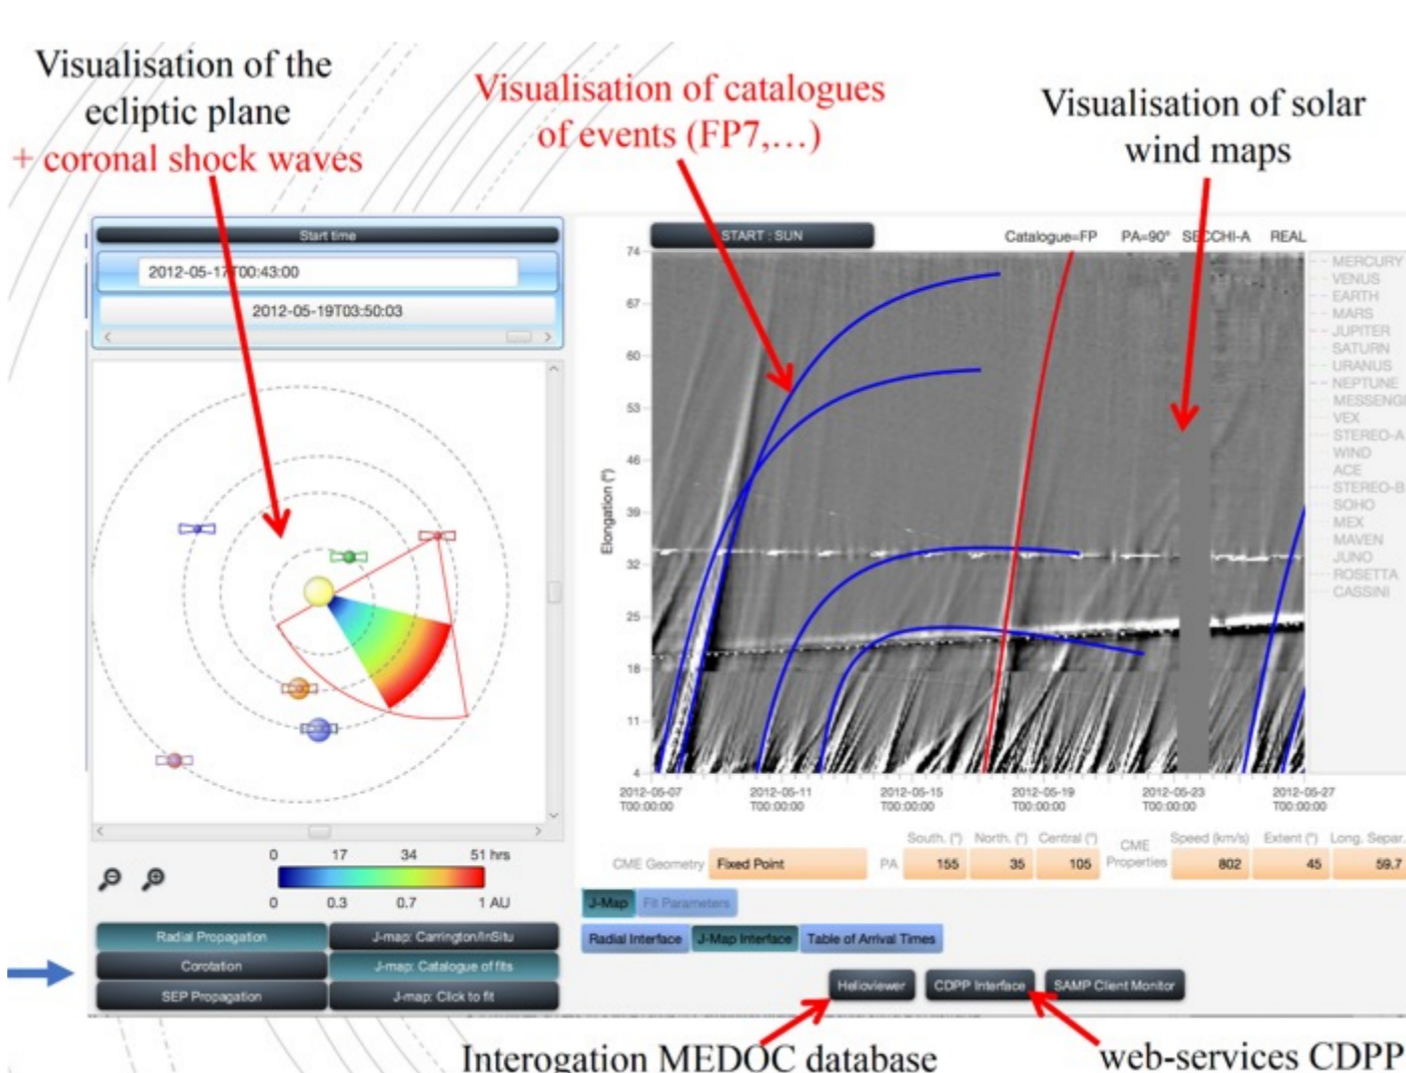 Visualisation of the
ecliptic plane
+ coronal shock waves
Visualisation of catalogues
of events (FP7,...)
Visualisation of solar
wind maps
Start time
2012-05-17T00:43:00
2012-05-19T03:50:03
START : SUN
Catalogue=FP PA=90° SECCHI-A REAL
74
67
60
53
46
39
32
25
18
11
4
Elongation (°)
MERCURY
VENUS
EARTH
MARS
JUPITER
SATURN
URANUS
NEPTUNE
MESSENG
VEX
STEREO-A
WIND
ACE
STEREO-B
SOHO
MEX
MAVEN
JUNO
ROSETTA
CASSINI
2012-05-07 2012-05-11 2012-05-15 2012-05-19 2012-05-23 2012-05-27
T00:00:00 T00:00:00 T00:00:00 T00:00:00 T00:00:00 T00:00:00
0 17 34 51 hrs
0 0.3 0.7 1 AU
South. (°) North. (°) Central (°) CME Properties Speed (km/s) Extent (°) Long. Separ.
CME Geometry Fixed Point PA 155 35 105 802 45 59.7
J-Map Fit Parameters
Radial Interface J-Map Interface Table of Arrival Times
Radial Propagation J-map: Carrington/InSitu
Corotation J-map: Catalogue of fits
SEP Propagation J-map: Click to fit
Helioviewer CDPP Interface SAMP Client Monitor
Interogation MEDOC database
web-services CDPP